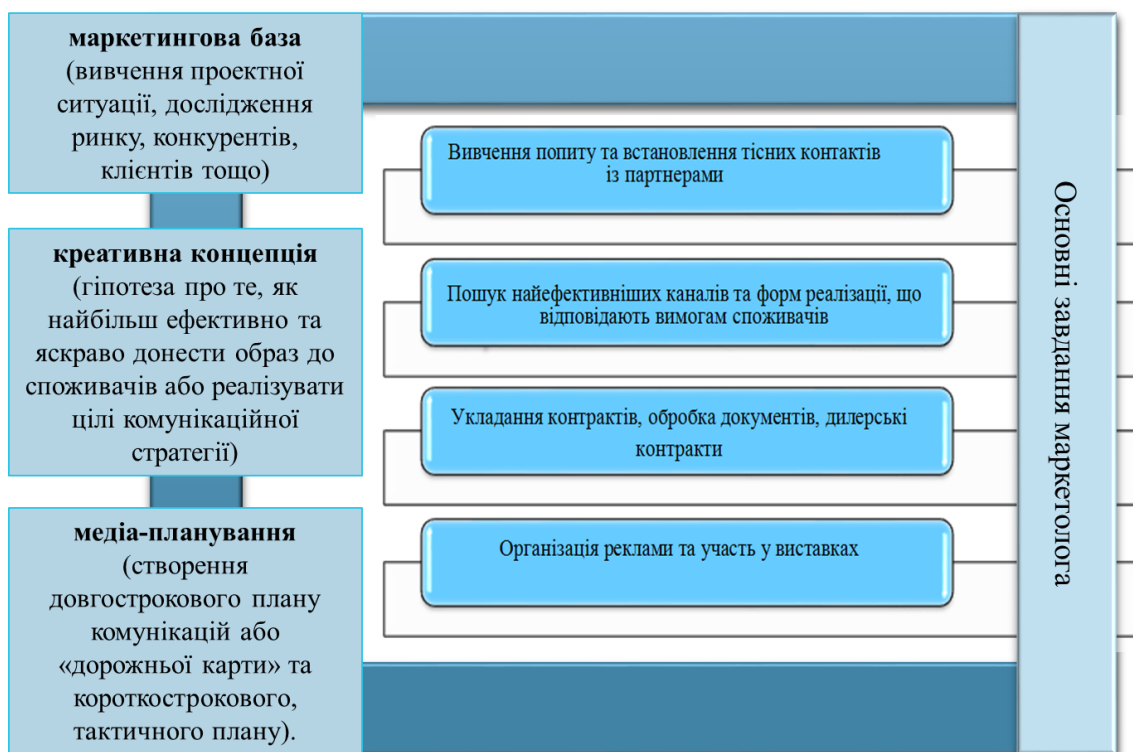 маркетингова база
(вивчення проектної
ситуації, дослідження
ринку, конкурентів,
клієнтів тощо)
креативна концепція
(гіпотеза про те, як
найбільш ефективно та
яскраво донести образ до
споживачів або реалізувати
цілі комунікаційної
стратегії)
медіа-планування
(створення
довгострокового плану
комунікацій або
«дорожньої карти» та
короткострокового,
тактичного плану).
Вивчення попиту та встановлення тісних контактів
із партнерами
Пошук найефективніших каналів та форм реалізації, що
відповідають вимогам споживачів
Укладання контрактів, обробка документів, дилерські
контракти
Організація реклами та участь у виставках
Основні завдання маркетолога